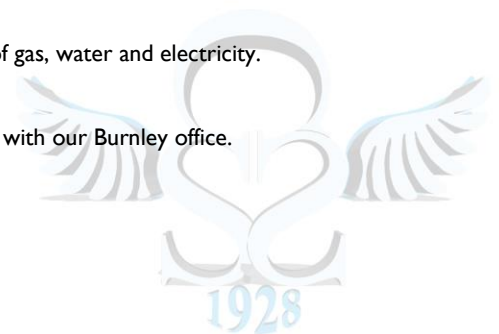 of gas, water and electricity.
with our Burnley office.
1928